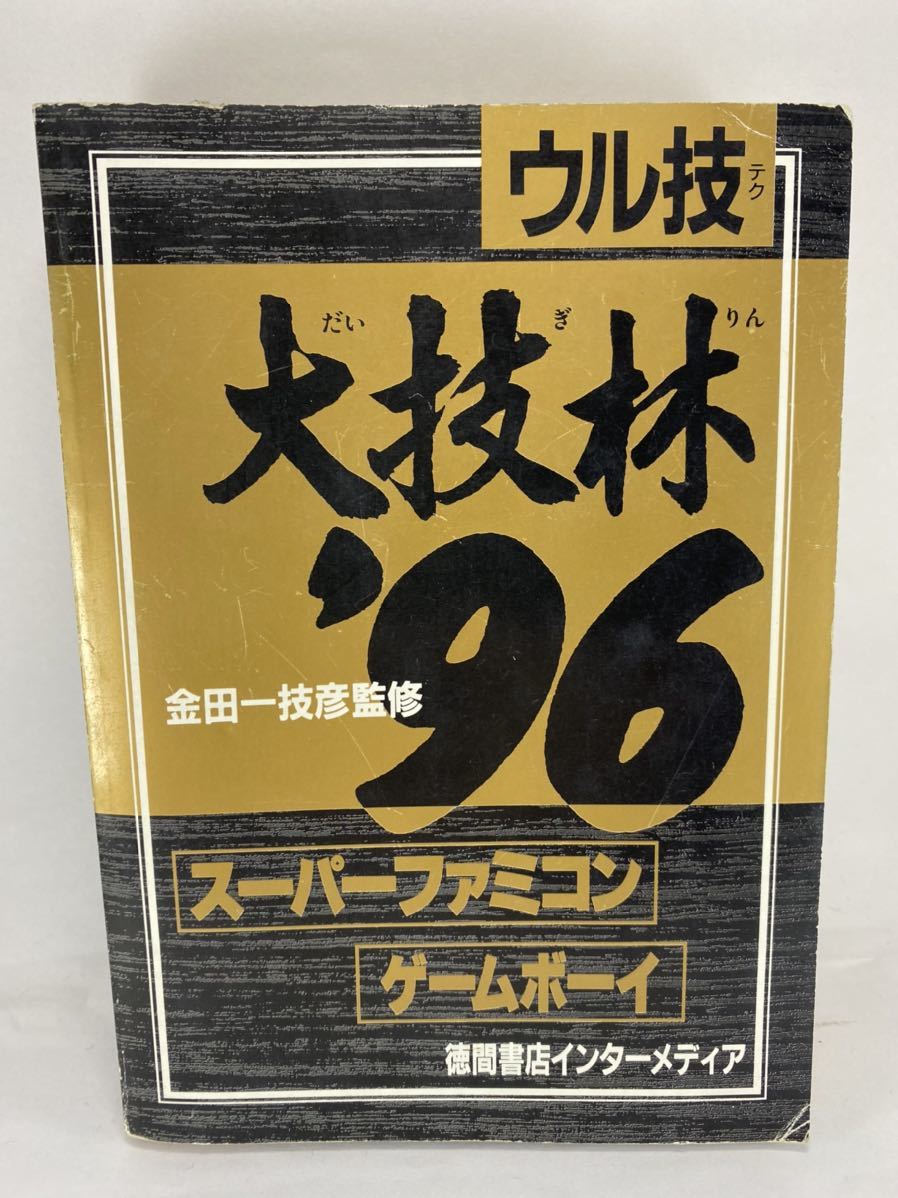 ウル技
テク
だい ぎ りん
大技林
'96
金田一技彦監修
スーパーファミコン
ゲームボーイ
徳間書店インターメディア